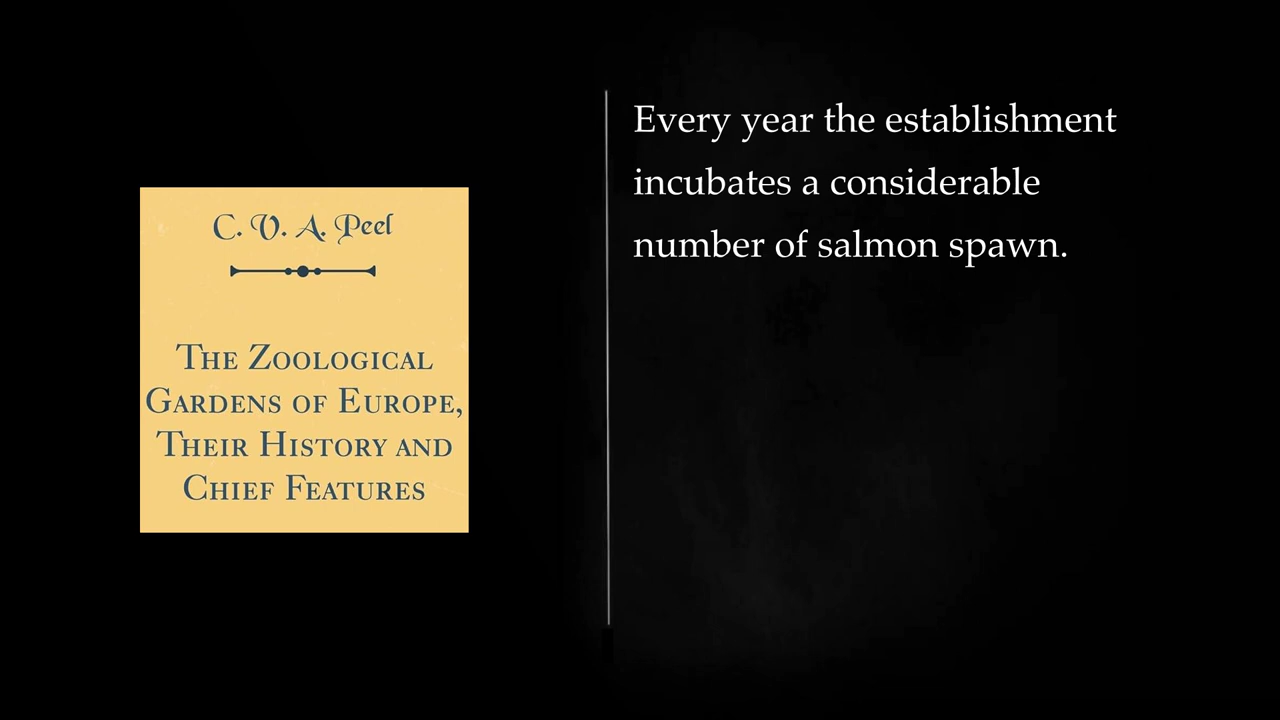 C. V. A. Peel
The Zoological
Gardens of Europe,
Their History and
Chief Features
Every year the establishment
incubates a considerable
number of salmon spawn.